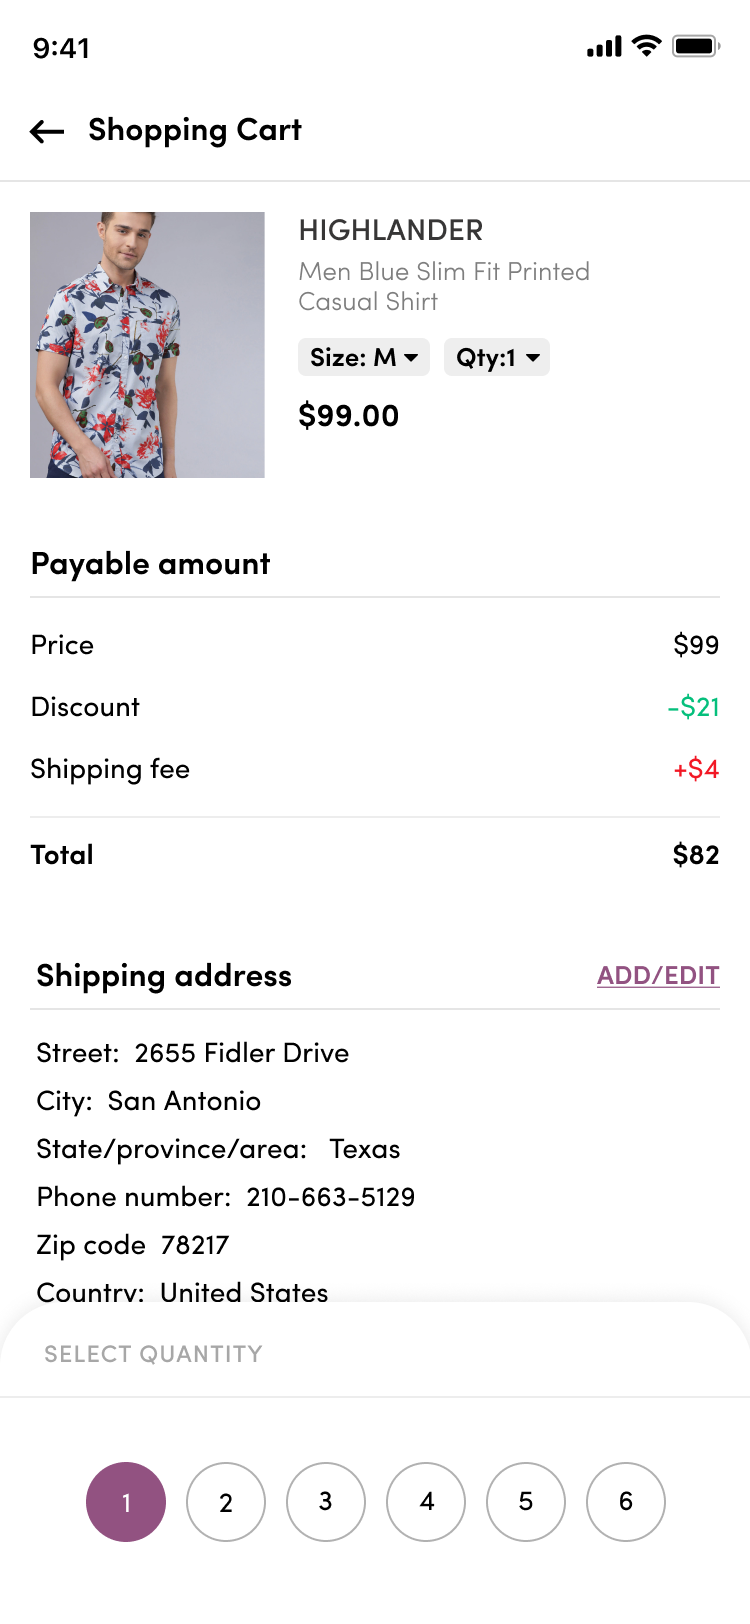 9:41
Shopping Cart
HIGHLANDER
Men Blue Slim Fit Printed
Casual Shirt
Size: M Qty:1
$99.00
Payable amount
Price $99
Discount -$21
Shipping fee +$4
Total $82
Shipping address ADD/EDIT
Street: 2655 Fidler Drive
City: San Antonio
State/province/area: Texas
Phone number: 210-663-5129
Zip code 78217
Country: United States
SELECT QUANTITY
1 2 3 4 5 6